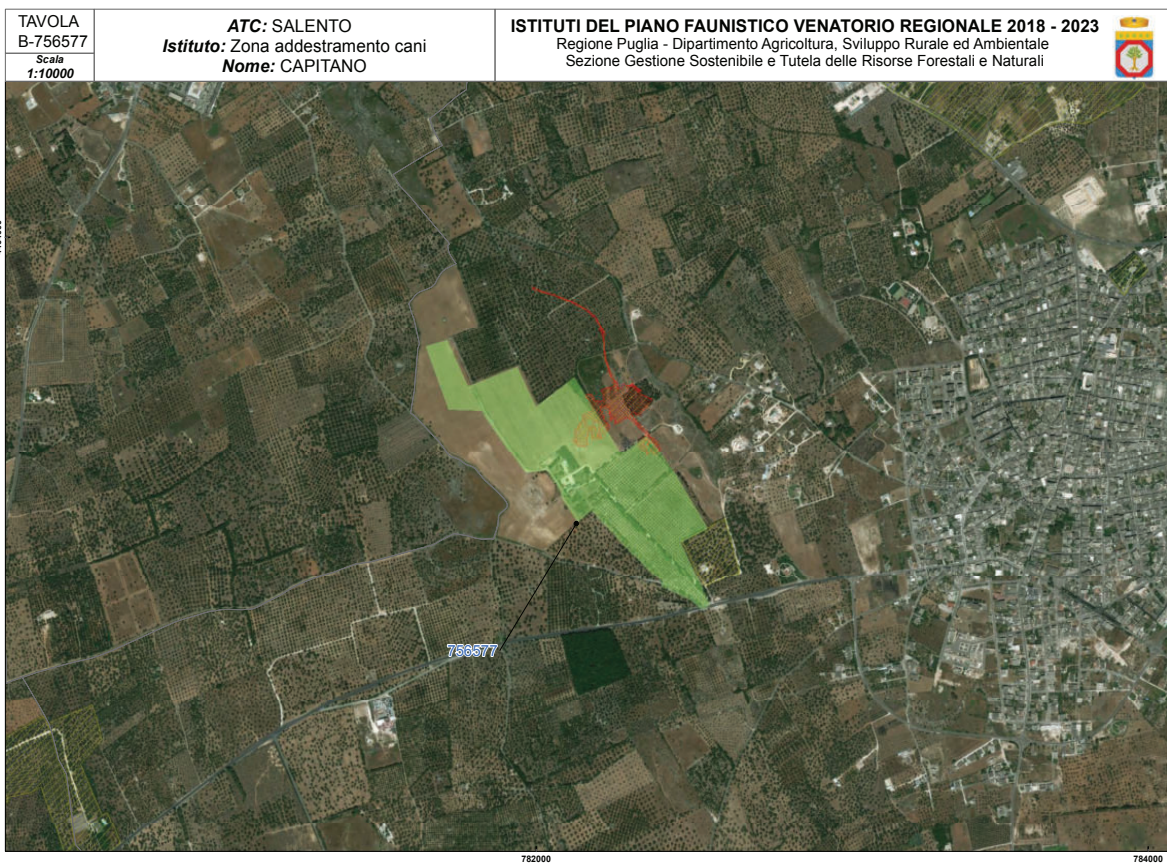 TAVOLA
B-756577
Scala
1:10000
ATC: SALENTO
Istituto: Zona addestramento cani
Nome: CAPITANO
ISTITUTI DEL PIANO FAUNISTICO VENATORIO REGIONALE 2018 - 2023
Regione Puglia - Dipartimento Agricoltura, Sviluppo Rurale ed Ambientale
Sezione Gestione Sostenibile e Tutela delle Risorse Forestali e Naturali
756577
782000
784000